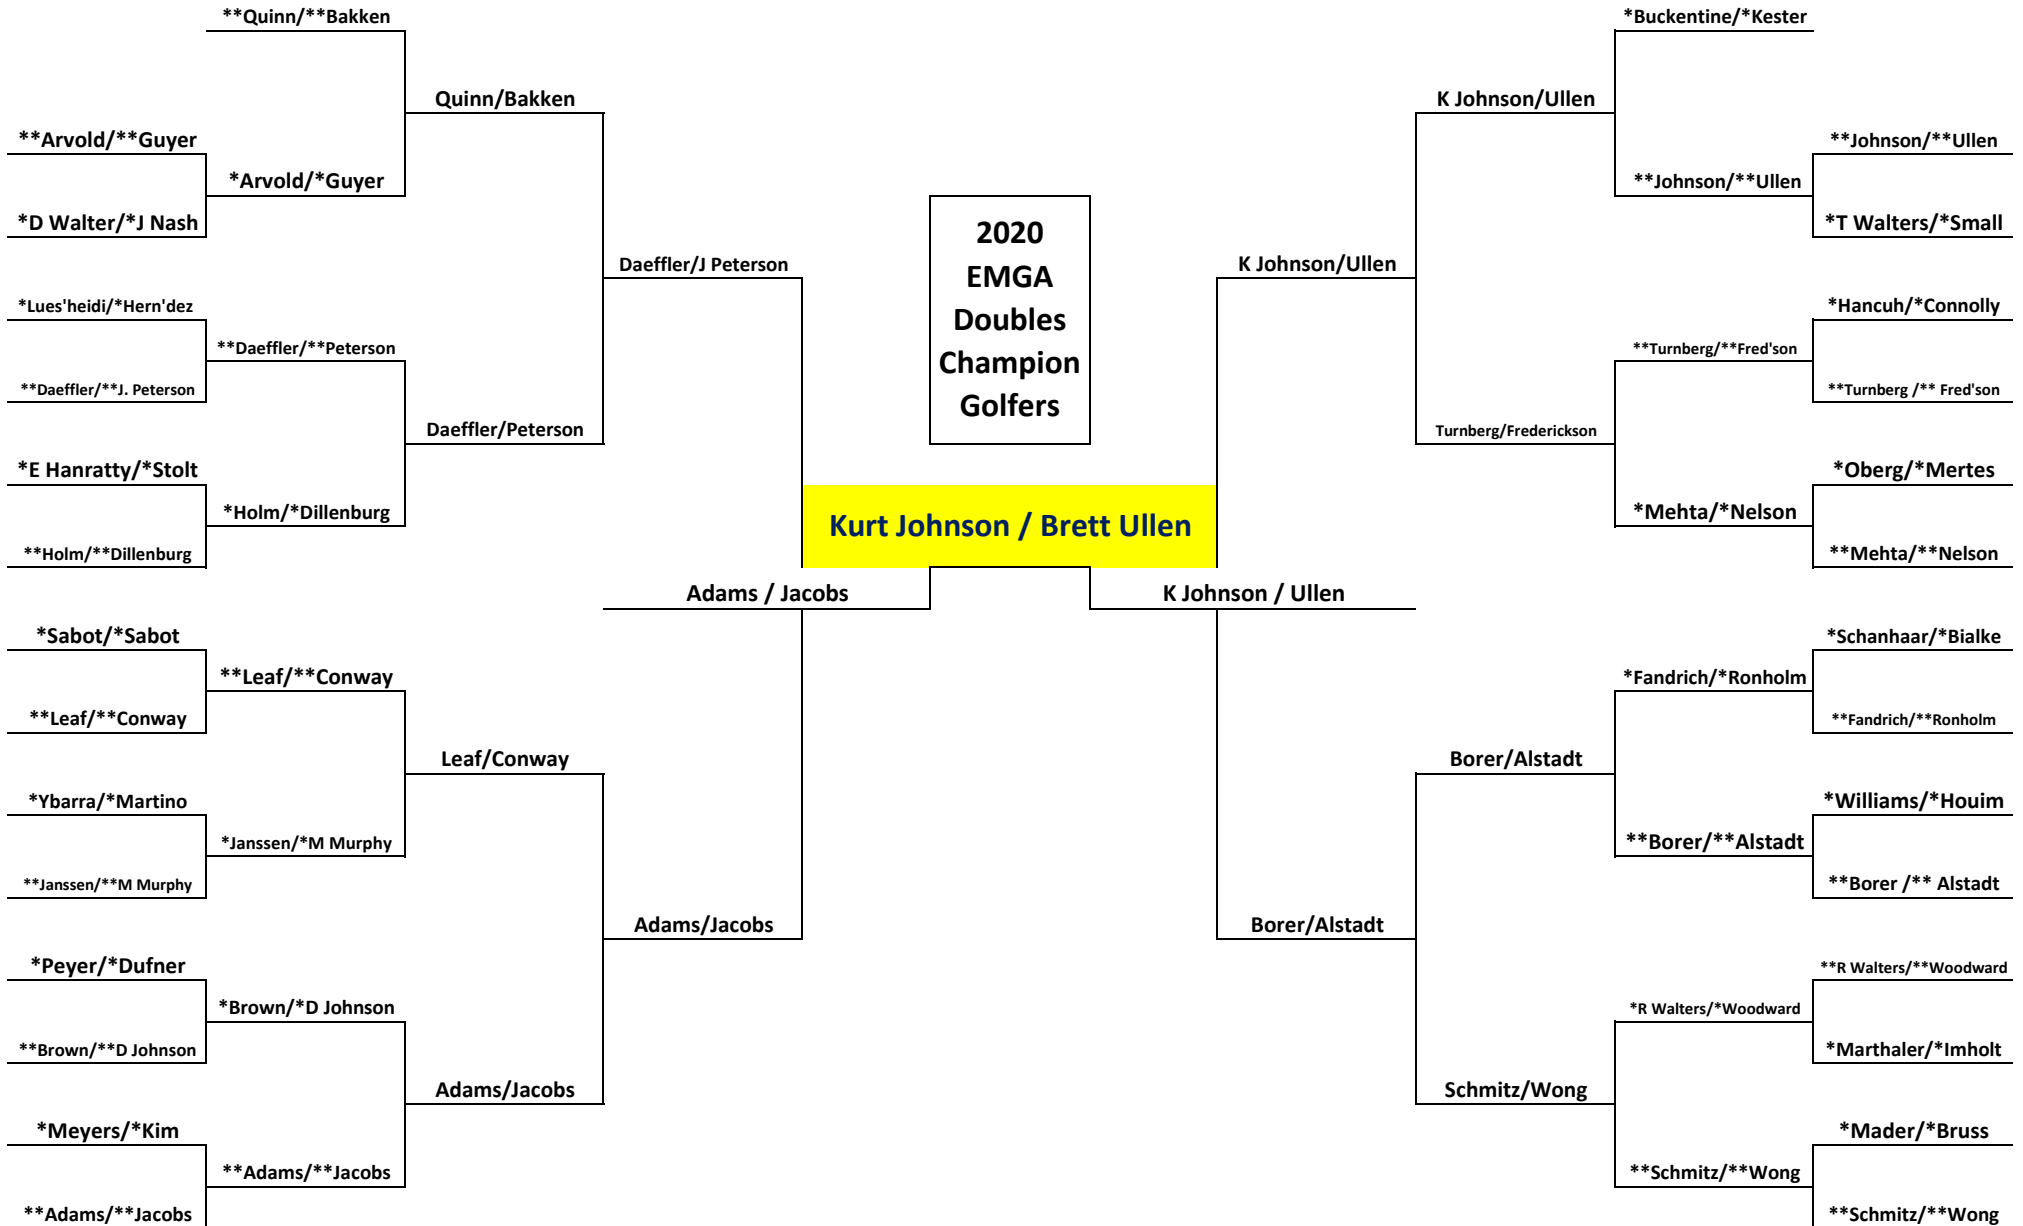 **Quinn/**Bakken
*Buckentine/*Kester
Quinn/Bakken
K Johnson/Ullen
**Arvold/**Guyer
**Johnson/**Ullen
*Arvold/*Guyer
**Johnson/**Ullen
*D Walter/*J Nash
*T Walters/*Small
2020
EMGA
Doubles
Champion
Golfers
Daeffler/J Peterson
K Johnson/Ullen
*Lues'heidi/*Hern'dez
*Hancuh/*Connolly
**Daeffler/**Peterson
**Turnberg/**Fred'son
**Daeffler/**J. Peterson
**Turnberg /** Fred'son
Daeffler/Peterson
Turnberg/Frederickson
*E Hanratty/*Stolt
*Oberg/*Mertes
*Holm/*Dillenburg
Kurt Johnson / Brett Ullen
*Mehta/*Nelson
**Holm/**Dillenburg
**Mehta/**Nelson
Adams / Jacobs
K Johnson / Ullen
*Sabot/*Sabot
*Schanhaar/*Bialke
**Leaf/**Conway
*Fandrich/*Ronholm
**Leaf/**Conway
**Fandrich/**Ronholm
Leaf/Conway
Borer/Alstadt
*Ybarra/*Martino
*Williams/*Houim
*Janssen/*M Murphy
**Borer/**Alstadt
**Janssen/**M Murphy
**Borer /** Alstadt
Adams/Jacobs
Borer/Alstadt
*Peyer/*Dufner
**R Walters/**Woodward
*Brown/*D Johnson
*R Walters/*Woodward
**Brown/**D Johnson
*Marthaler/*Imholt
Adams/Jacobs
Schmitz/Wong
*Meyers/*Kim
*Mader/*Bruss
**Adams/**Jacobs
**Schmitz/**Wong
**Adams/**Jacobs
**Schmitz/**Wong